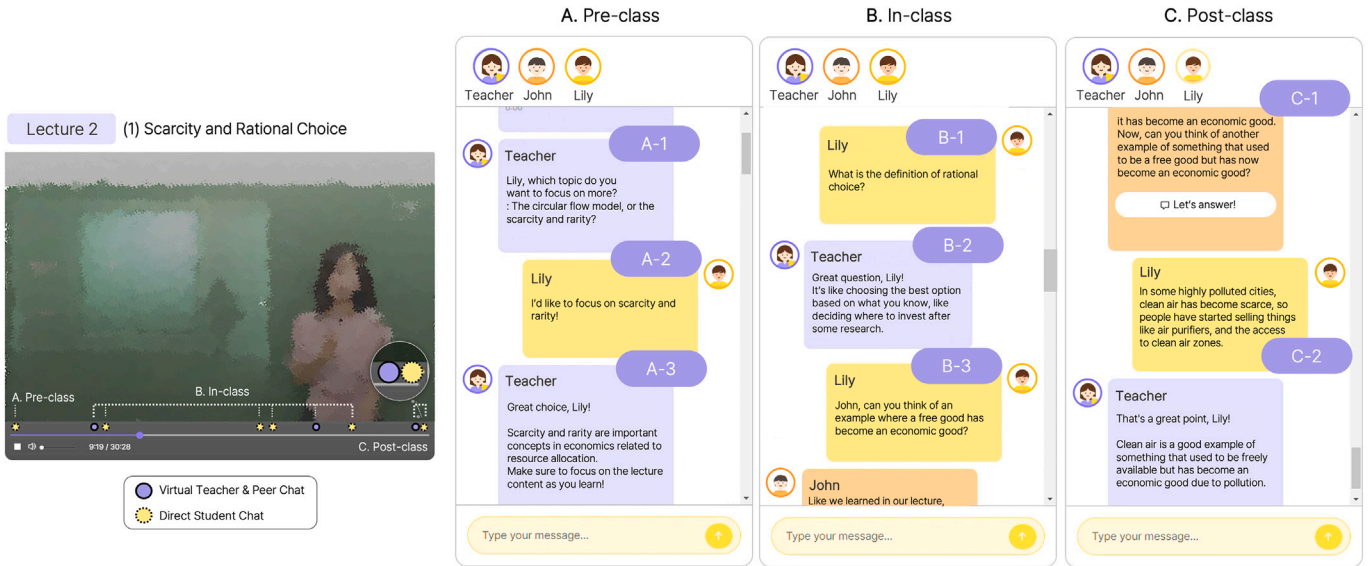 A. Pre-class
B. In-class
C. Post-class
Lecture 2
(1) Scarcity and Rational Choice
A. Pre-class
B. In-class
9:19 / 30:28
C. Post-class
Virtual Teacher & Peer Chat
Direct Student Chat
Teacher John Lily
0:00
A-1
Teacher
Lily, which topic do you
want to focus on more?
: The circular flow model, or the
scarcity and rarity?
A-2
Lily
I'd like to focus on scarcity and
rarity!
A-3
Teacher
Great choice, Lily!
Scarcity and rarity are important
concepts in economics related to
resource allocation.
Make sure to focus on the lecture
content as you learn!
Type your message...
Teacher John Lily
B-1
Lily
What is the definition of rational
choice?
B-2
Teacher
Great question, Lily!
It's like choosing the best option
based on what you know, like
deciding where to invest after
some research.
B-3
Lily
John, can you think of an
example where a free good has
become an economic good?
John
Like we learned in our lecture,
Type your message...
Teacher John Lily
C-1
it has become an economic good.
Now, can you think of another
example of something that used
to be a free good but has now
become an economic good?
Let's answer!
Lily
In some highly polluted cities,
clean air has become scarce, so
people have started selling things
like air purifiers, and the access
to clean air zones.
C-2
Teacher
That's a great point, Lily!
Clean air is a good example of
something that used to be freely
available but has become an
economic good due to pollution.
Type your message...